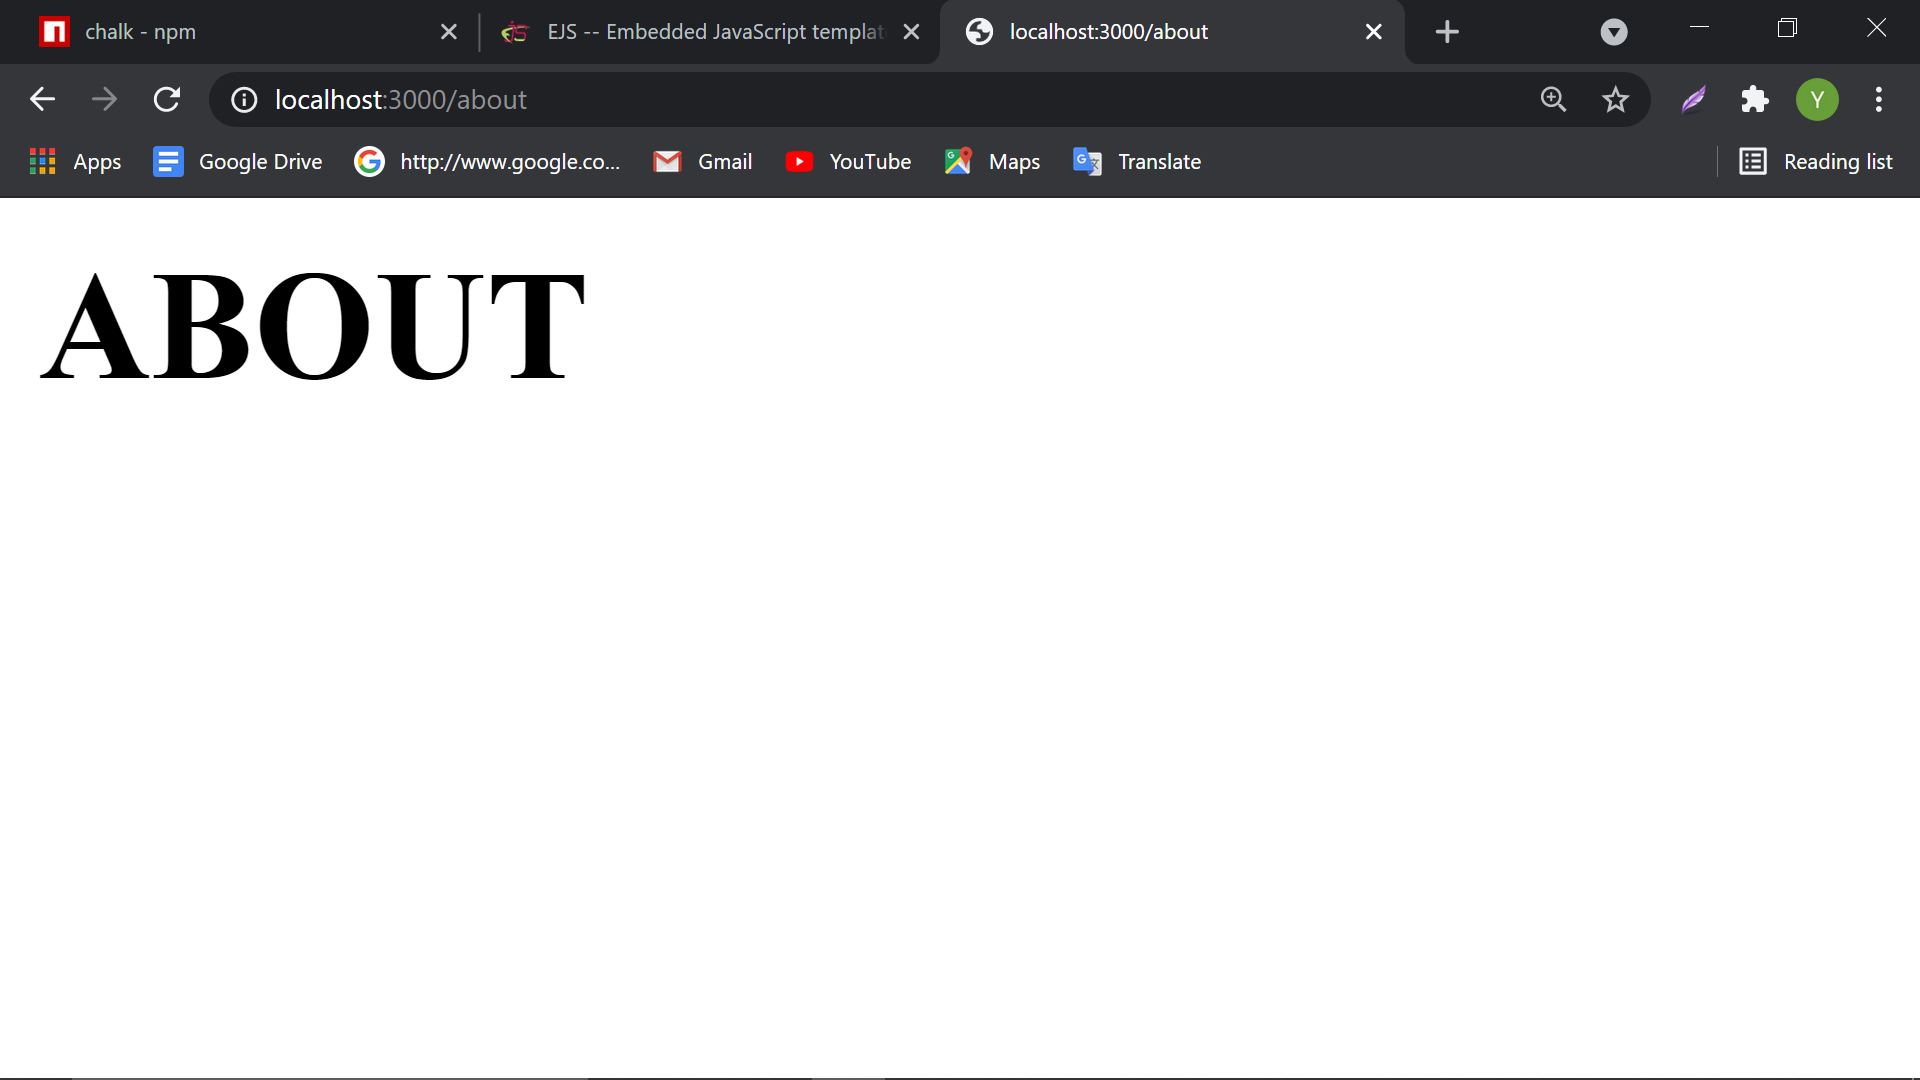 chalk - npm
EJS -- Embedded JavaScript templat
localhost:3000/about
localhost:3000/about
Y
Apps
Google Drive
http://www.google.co...
Gmail
YouTube
Maps
Translate
Reading list
ABOUT